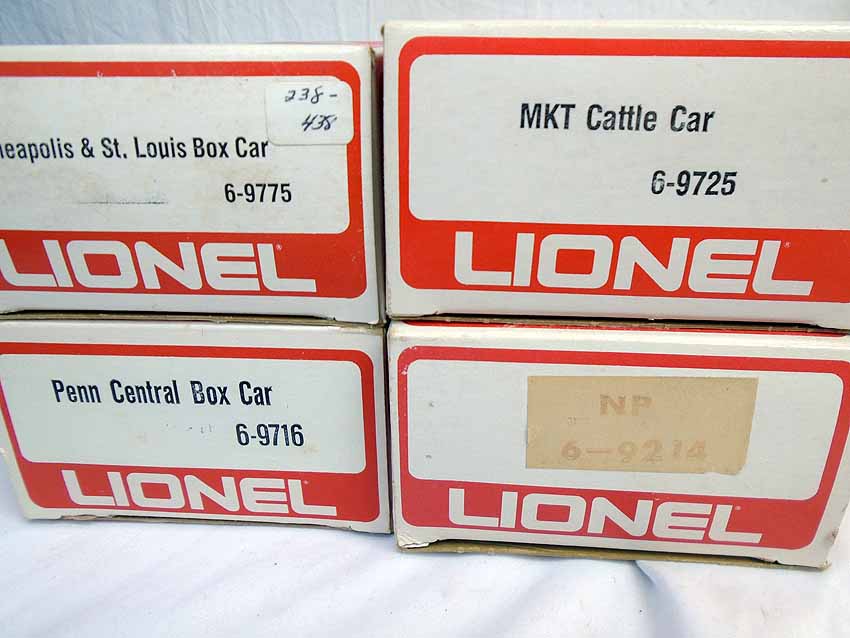 238-
438
neapolis & St. Louis Box Car
6-9775
LIONEL®
MKT Cattle Car
6-9725
LIONEL®
Penn Central Box Car
6-9716
LIONEL
NP
6-9214
LIONEL